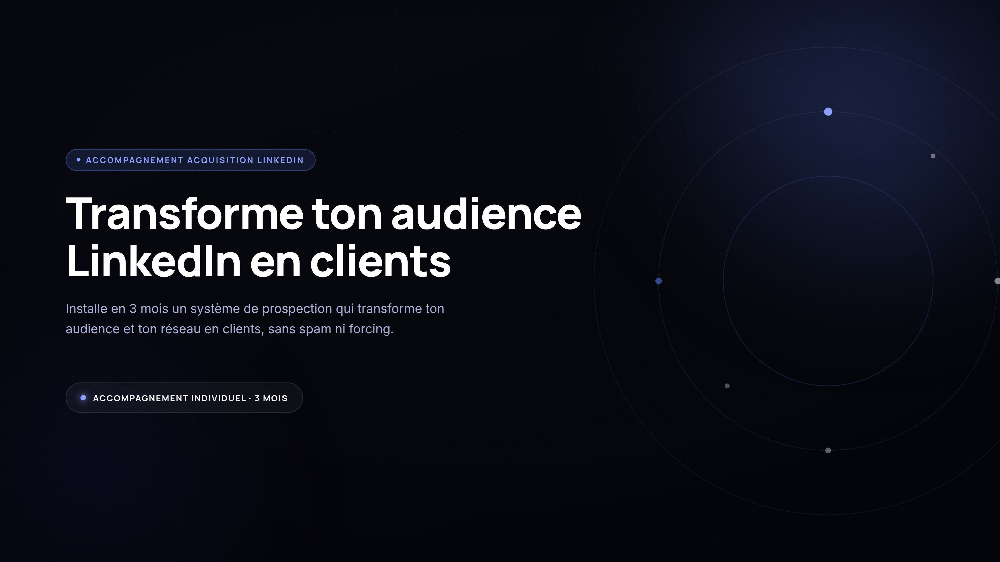 ACCOMPAGNEMENT ACQUISITION LINKEDIN
Transforme ton audience
LinkedIn en clients
Installe en 3 mois un système de prospection qui transforme ton
audience et ton réseau en clients, sans spam ni forcing.
ACCOMPAGNEMENT INDIVIDUEL · 3 MOIS